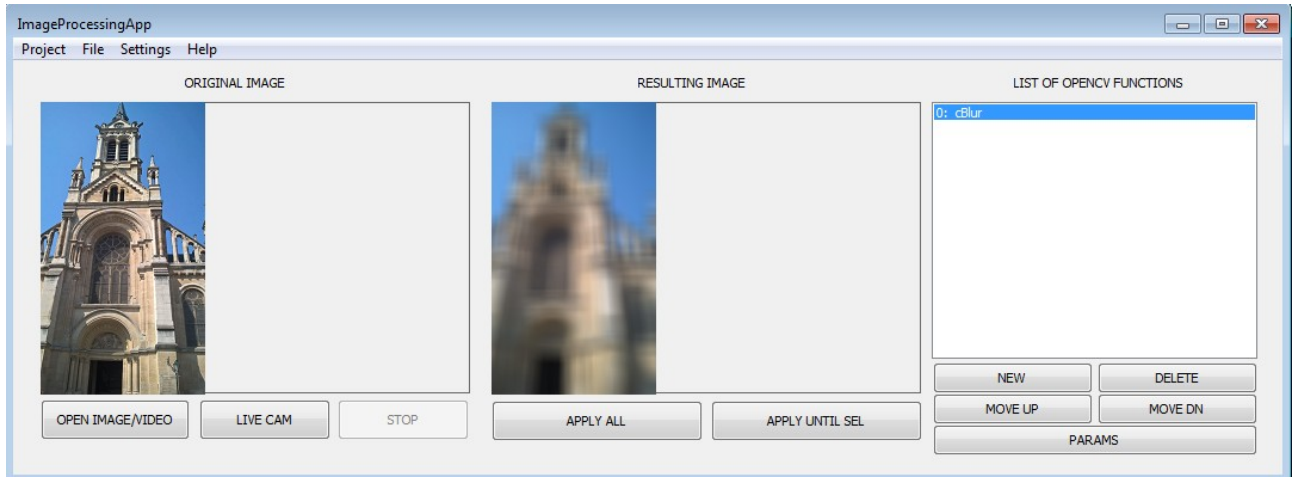 ImageProcessingApp
Project File Settings Help
ORIGINAL IMAGE
RESULTING IMAGE
LIST OF OPENCV FUNCTIONS
0: cBlur
OPEN IMAGE/VIDEO
LIVE CAM
STOP
APPLY ALL
APPLY UNTIL SEL
NEW
DELETE
MOVE UP
MOVE DN
PARAMS